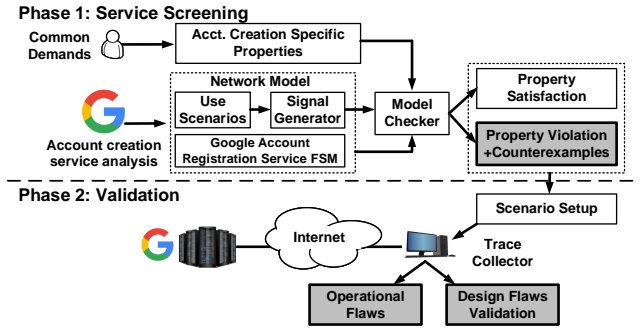 Phase 1: Service Screening
Common
Demands
Acct. Creation Specific
Properties
Network Model
Use
Scenarios
Signal
Generator
Google Account
Registration Service FSM
Account creation
service analysis
Model
Checker
Property
Satisfaction
Property Violation
+Counterexamples
Phase 2: Validation
Scenario Setup
Internet
Trace
Collector
Operational
Flaws
Design Flaws
Validation